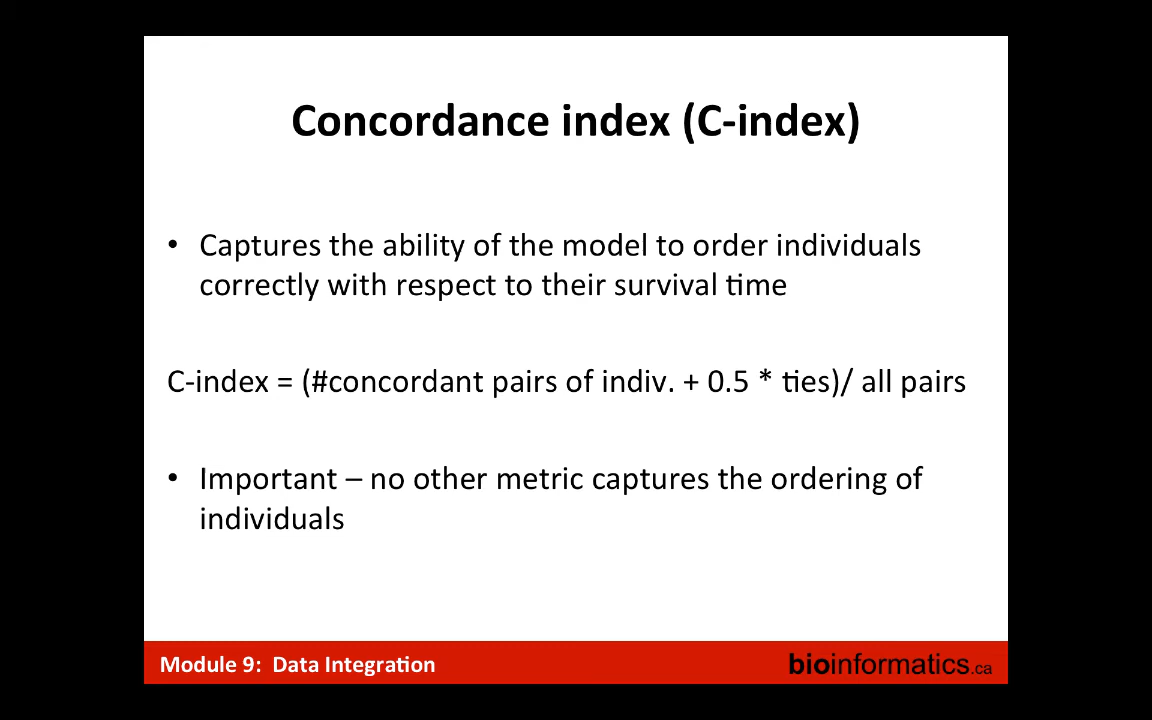 Concordance index (C-index)
• Captures the ability of the model to order individuals
correctly with respect to their survival time
C-index = (#concordant pairs of indiv. + 0.5 * ties)/ all pairs
• Important – no other metric captures the ordering of
individuals
Module 9: Data Integration
bioinformatics.ca